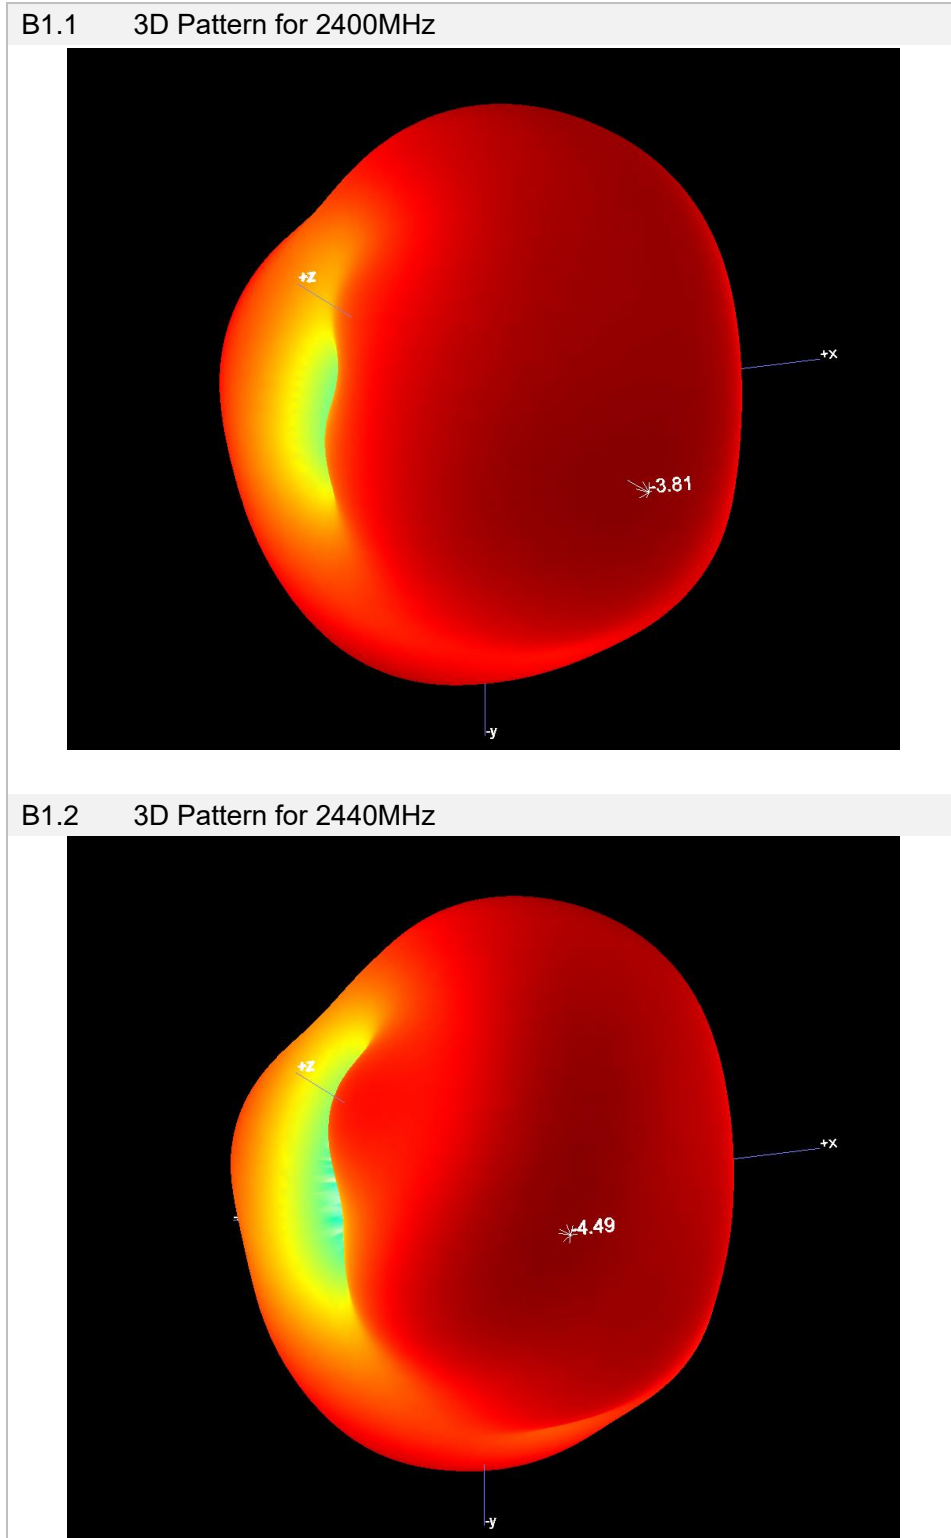 B1.1 3D Pattern for 2400MHz
+z
+x
-3.81
-y
B1.2 3D Pattern for 2440MHz
+z
+x
-4.49
-y